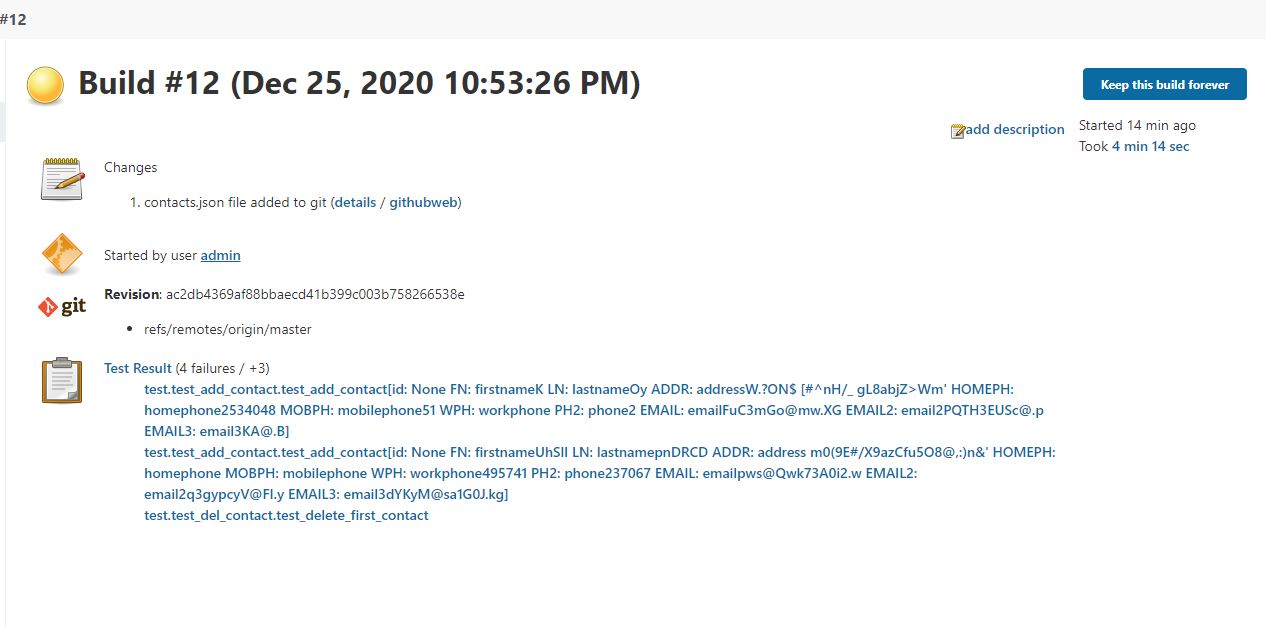 #12
Build #12 (Dec 25, 2020 10:53:26 PM)
Keep this build forever
add description
Started 14 min ago
Took 4 min 14 sec
Changes
1. contacts.json file added to git (details / githubweb)
Started by user admin
git
Revision: ac2db4369af88bbaecd41b399c003b758266538e
• refs/remotes/origin/master
Test Result (4 failures / +3)
test.test_add_contact.test_add_contact[id: None FN: firstnameK LN: lastnameOy ADDR: addressW.?ON$ [#^nH/_ gL8abjZ>Wm' HOMEPH:
homephone2534048 MOBPH: mobilephone51 WPH: workphone PH2: phone2 EMAIL: emailFuC3mGo@mw.XG EMAIL2: email2PQTH3EUSc@.p
EMAIL3: email3KA@.B]
test.test_add_contact.test_add_contact[id: None FN: firstnameUhSll LN: lastnamepnDRCD ADDR: address m0(9E#/X9azCfu5O8@,:)n&' HOMEPH:
homephone MOBPH: mobilephone WPH: workphone495741 PH2: phone237067 EMAIL: emailpws@Qwk73A0i2.w EMAIL2:
email2q3gypcyV@FI.y EMAIL3: email3dYKyM@sa1G0J.kg]
test.test_del_contact.test_delete_first_contact